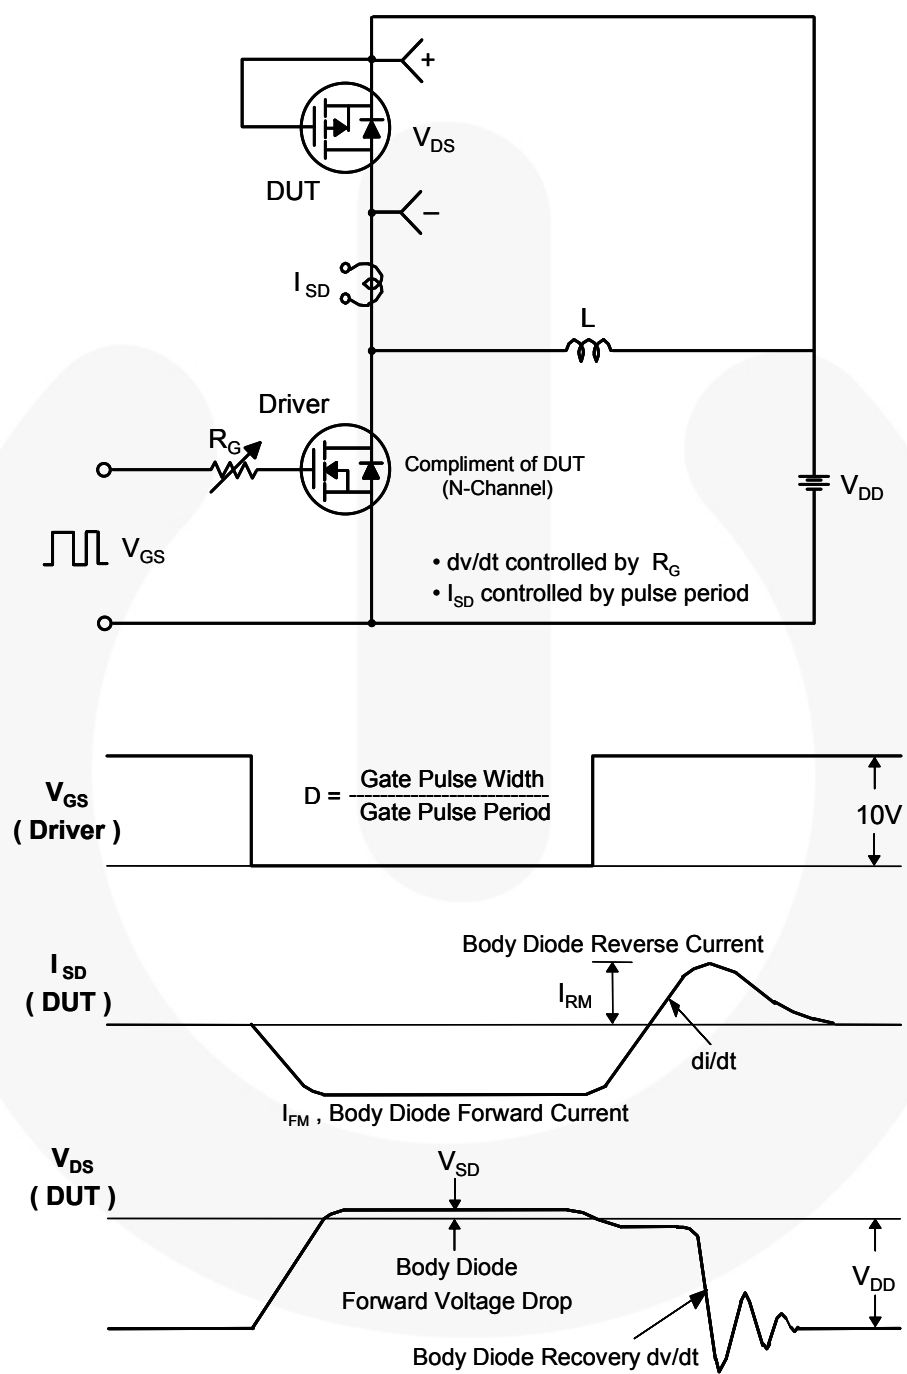 +
V_DS
DUT
–
I_SD
L
Driver
R_G
Compliment of DUT
(N-Channel)
V_DD
V_GS
• dv/dt controlled by R_G
• I_SD controlled by pulse period
V_GS
( Driver )
D = Gate Pulse Width
--------------------------
Gate Pulse Period
10V
Body Diode Reverse Current
I_SD
( DUT )
I_RM
di/dt
I_FM , Body Diode Forward Current
V_DS
( DUT )
V_SD
Body Diode
Forward Voltage Drop
V_DD
Body Diode Recovery dv/dt